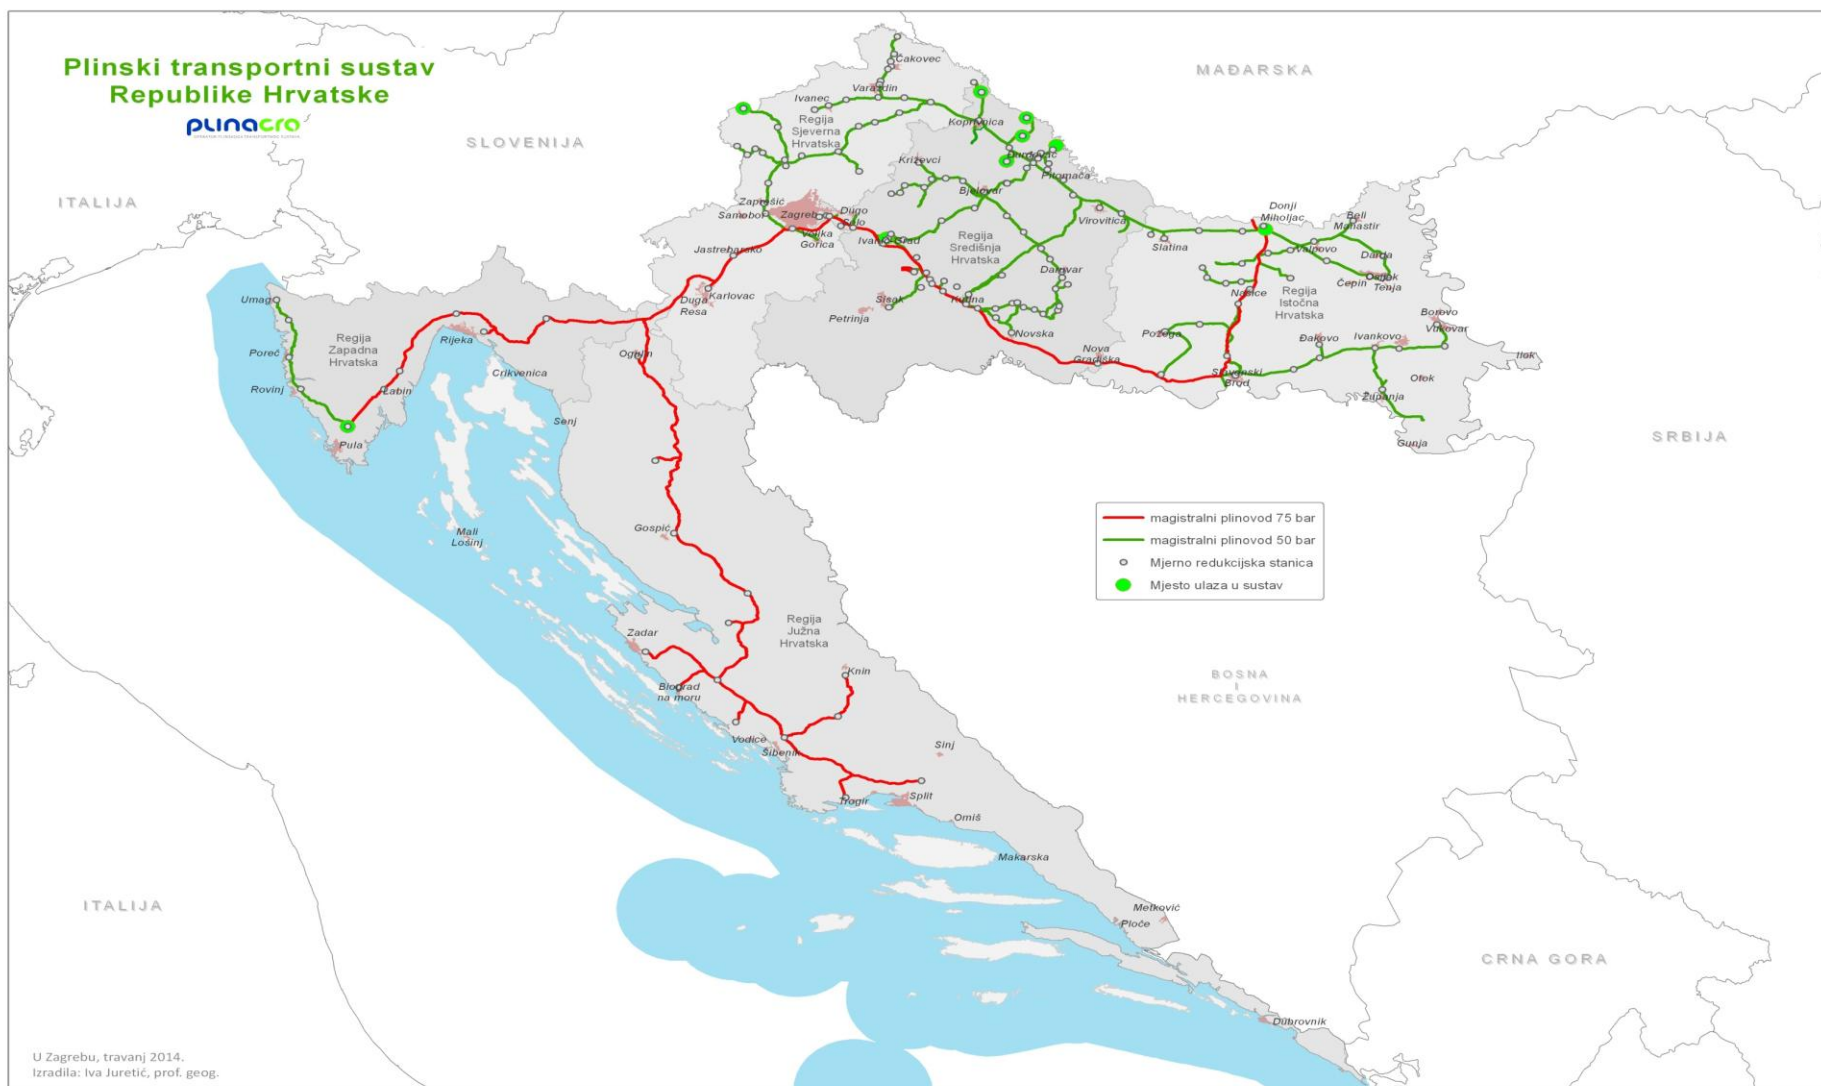 Plinski transportni sustav
Republike Hrvatske
plinacro
MAĐARSKA
SLOVENIJA
ITALIJA
Čakovec
Varaždin
Ivanec
Regija
Sjeverna
Hrvatska
Koprivnica
Križevci
Đurđevac
Pitomača
Bjelovar
Virovitica
Zaprešić
Samobor
Zagreb
Dugo
Selo
Velika
Gorica
Ivanić Grad
Regija
Središnja
Hrvatska
Jastrebarsko
Donji
Miholjac
Beli
Manastir
Slatina
Valpovo
Darda
Osijek
Čepin
Tenja
Daruvar
Našice
Regija
Istočna
Hrvatska
Duga
Resa
Karlovac
Sisak
Petrinja
Kutina
Novska
Borovo
Vukovar
Požega
Đakovo
Ivankovo
Ilok
Nova
Gradiška
Slavonski
Brod
Otok
Županja
Gunja
SRBIJA
Umag
Regija
Zapadna
Hrvatska
Rijeka
Poreč
Ogulin
Crikvenica
Rovinj
Labin
Senj
Pula
magistralni plinovod 75 bar
magistralni plinovod 50 bar
Mjerno redukcijska stanica
Mjesto ulaza u sustav
Mali
Lošinj
Gospić
Zadar
Regija
Južna
Hrvatska
Knin
BOSNA
I
HERCEGOVINA
Biograd
na moru
Vodice
Šibenik
Sinj
Trogir
Split
Omiš
Makarska
ITALIJA
Metković
Ploče
CRNA GORA
Dubrovnik
U Zagrebu, travanj 2014.
Izradila: Iva Juretić, prof. geog.